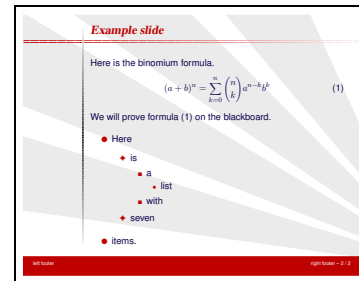 Example slide
Here is the binomium formula.
(a + b)^n = \sum_{k=0}^{n} \binom{n}{k} a^{n-k} b^k (1)
We will prove formula (1) on the blackboard.
Here
is
a
list
with
seven
items.
left footer
right footer – 2 / 2